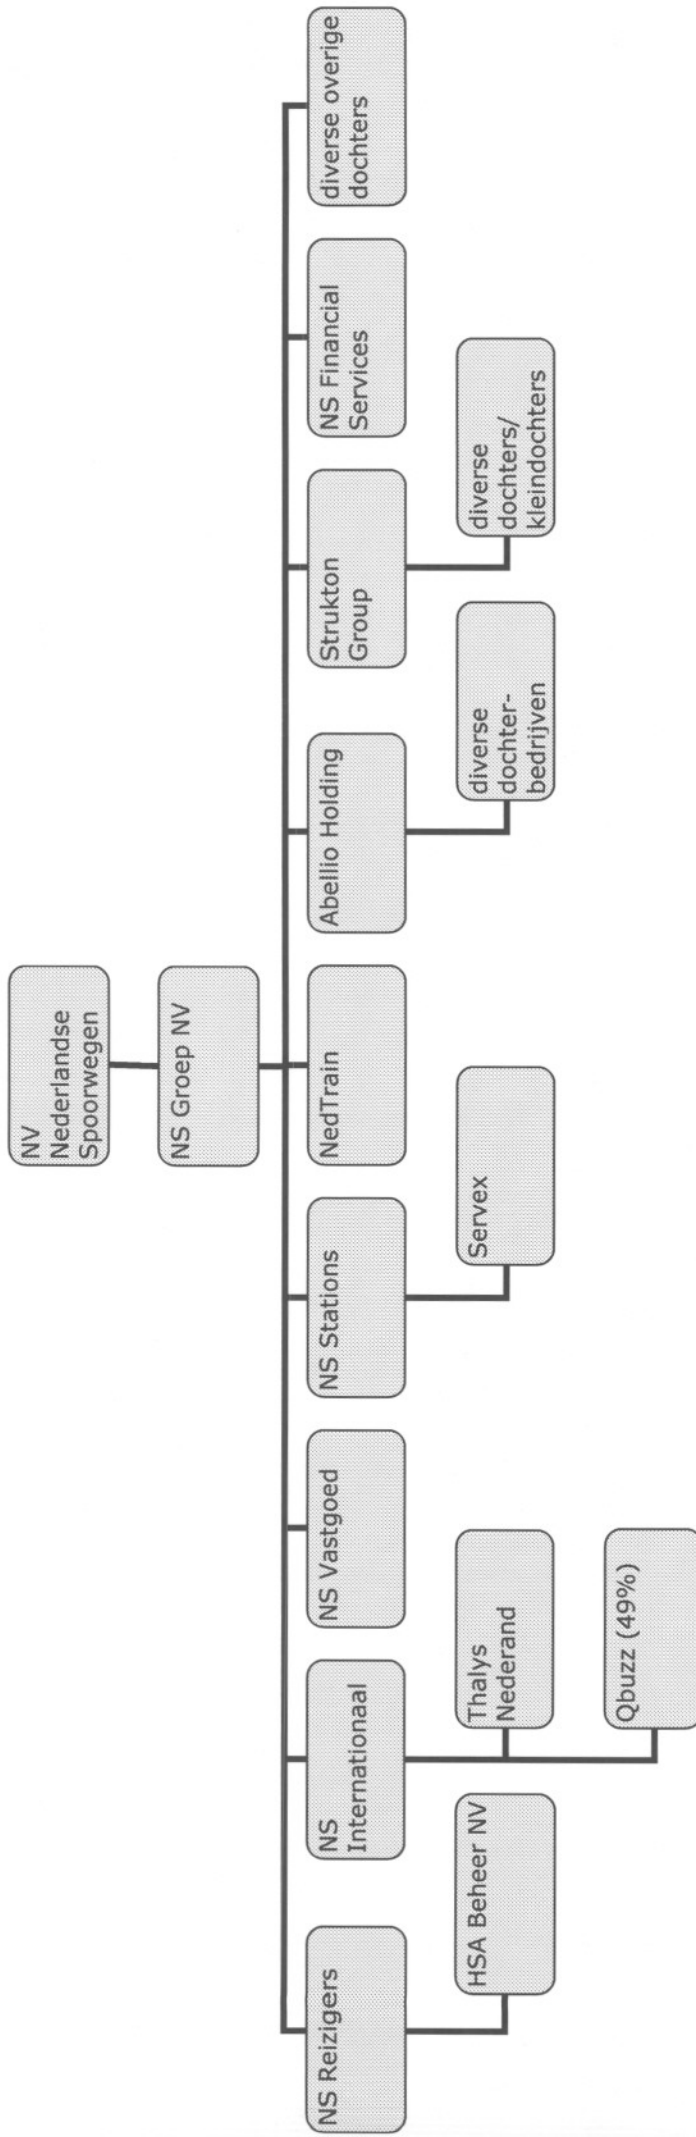 NV
Nederlandse
Spoorwegen
NS Groep NV
NS Reizigers
NS
Internationaal
NS Vastgoed
NS Stations
NedTrain
Abellio Holding
Strukton
Group
NS Financial
Services
diverse overige
dochters
HSA Beheer NV
Thalys
Nederand
Servex
diverse
dochter-
bedrijven
diverse
dochters/
kleindochters
Qbuzz (49%)